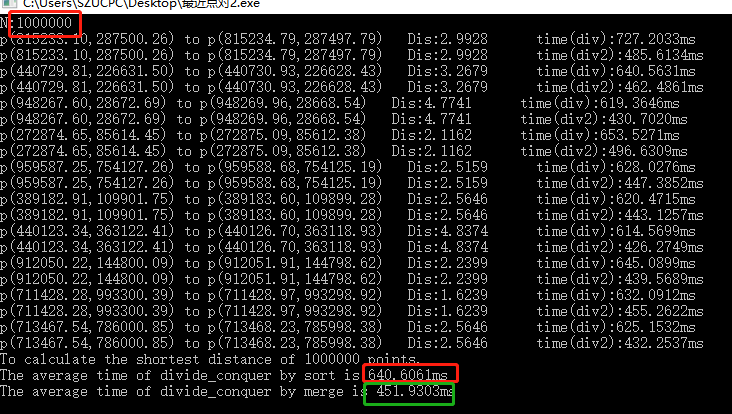 C:\Users\SZUCPC\Desktop\最近点对2.exe
N:1000000
p(815233.10,287500.26) to p(815234.79,287497.79) Dis:2.9928 time(div):727.2033ms
p(815233.10,287500.26) to p(815234.79,287497.79) Dis:2.9928 time(div2):485.6134ms
p(440729.81,226631.50) to p(440730.93,226628.43) Dis:3.2679 time(div):640.5631ms
p(440729.81,226631.50) to p(440730.93,226628.43) Dis:3.2679 time(div2):462.4861ms
p(948267.60,28672.69) to p(948269.96,28668.54) Dis:4.7741 time(div):619.3646ms
p(948267.60,28672.69) to p(948269.96,28668.54) Dis:4.7741 time(div2):430.7020ms
p(272874.65,85614.45) to p(272875.09,85612.38) Dis:2.1162 time(div):653.5271ms
p(272874.65,85614.45) to p(272875.09,85612.38) Dis:2.1162 time(div2):496.6309ms
p(959587.25,754127.26) to p(959588.68,754125.19) Dis:2.5159 time(div):628.0276ms
p(959587.25,754127.26) to p(959588.68,754125.19) Dis:2.5159 time(div2):447.3852ms
p(389182.91,109901.75) to p(389183.60,109899.28) Dis:2.5646 time(div):620.4715ms
p(389182.91,109901.75) to p(389183.60,109899.28) Dis:2.5646 time(div2):443.1257ms
p(440123.34,363122.41) to p(440126.70,363118.93) Dis:4.8374 time(div):614.5699ms
p(440123.34,363122.41) to p(440126.70,363118.93) Dis:4.8374 time(div2):426.2749ms
p(912050.22,144800.09) to p(912051.91,144798.62) Dis:2.2399 time(div):645.0899ms
p(912050.22,144800.09) to p(912051.91,144798.62) Dis:2.2399 time(div2):439.5689ms
p(711428.28,993300.39) to p(711428.97,993298.92) Dis:1.6239 time(div):632.0912ms
p(711428.28,993300.39) to p(711428.97,993298.92) Dis:1.6239 time(div2):455.2622ms
p(713467.54,786000.85) to p(713468.23,785998.38) Dis:2.5646 time(div):625.1532ms
p(713467.54,786000.85) to p(713468.23,785998.38) Dis:2.5646 time(div2):432.2537ms
To calculate the shortest distance of 1000000 points.
The average time of divide_conquer by sort is 640.6061ms
The average time of divide_conquer by merge is 451.9303ms